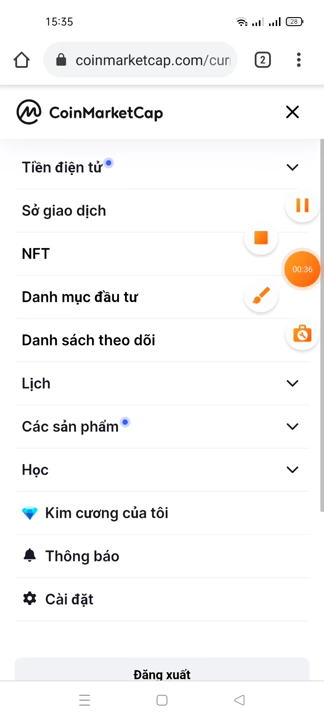 15:35
28
coinmarketcap.com/curr
2
CoinMarketCap
Tiền điện tử
Sở giao dịch
NFT
00:36
Danh mục đầu tư
Danh sách theo dõi
Lịch
Các sản phẩm
Học
Kim cương của tôi
Thông báo
Cài đặt
Đăng xuất